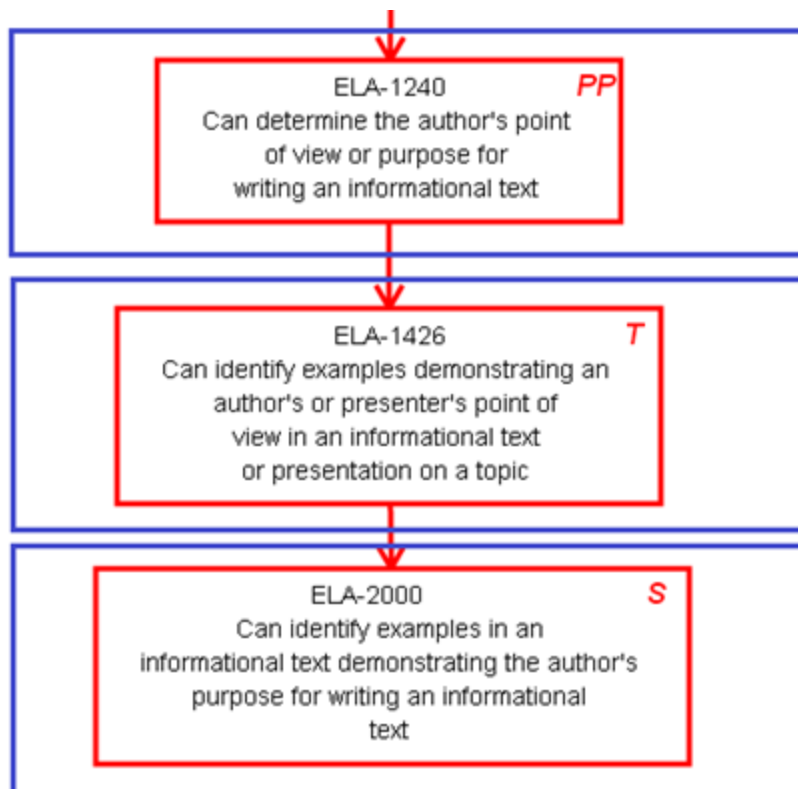 ELA-1240 PP
Can determine the author's point
of view or purpose for
writing an informational text
ELA-1426 T
Can identify examples demonstrating an
author's or presenter's point of
view in an informational text
or presentation on a topic
ELA-2000 S
Can identify examples in an
informational text demonstrating the author's
purpose for writing an informational
text